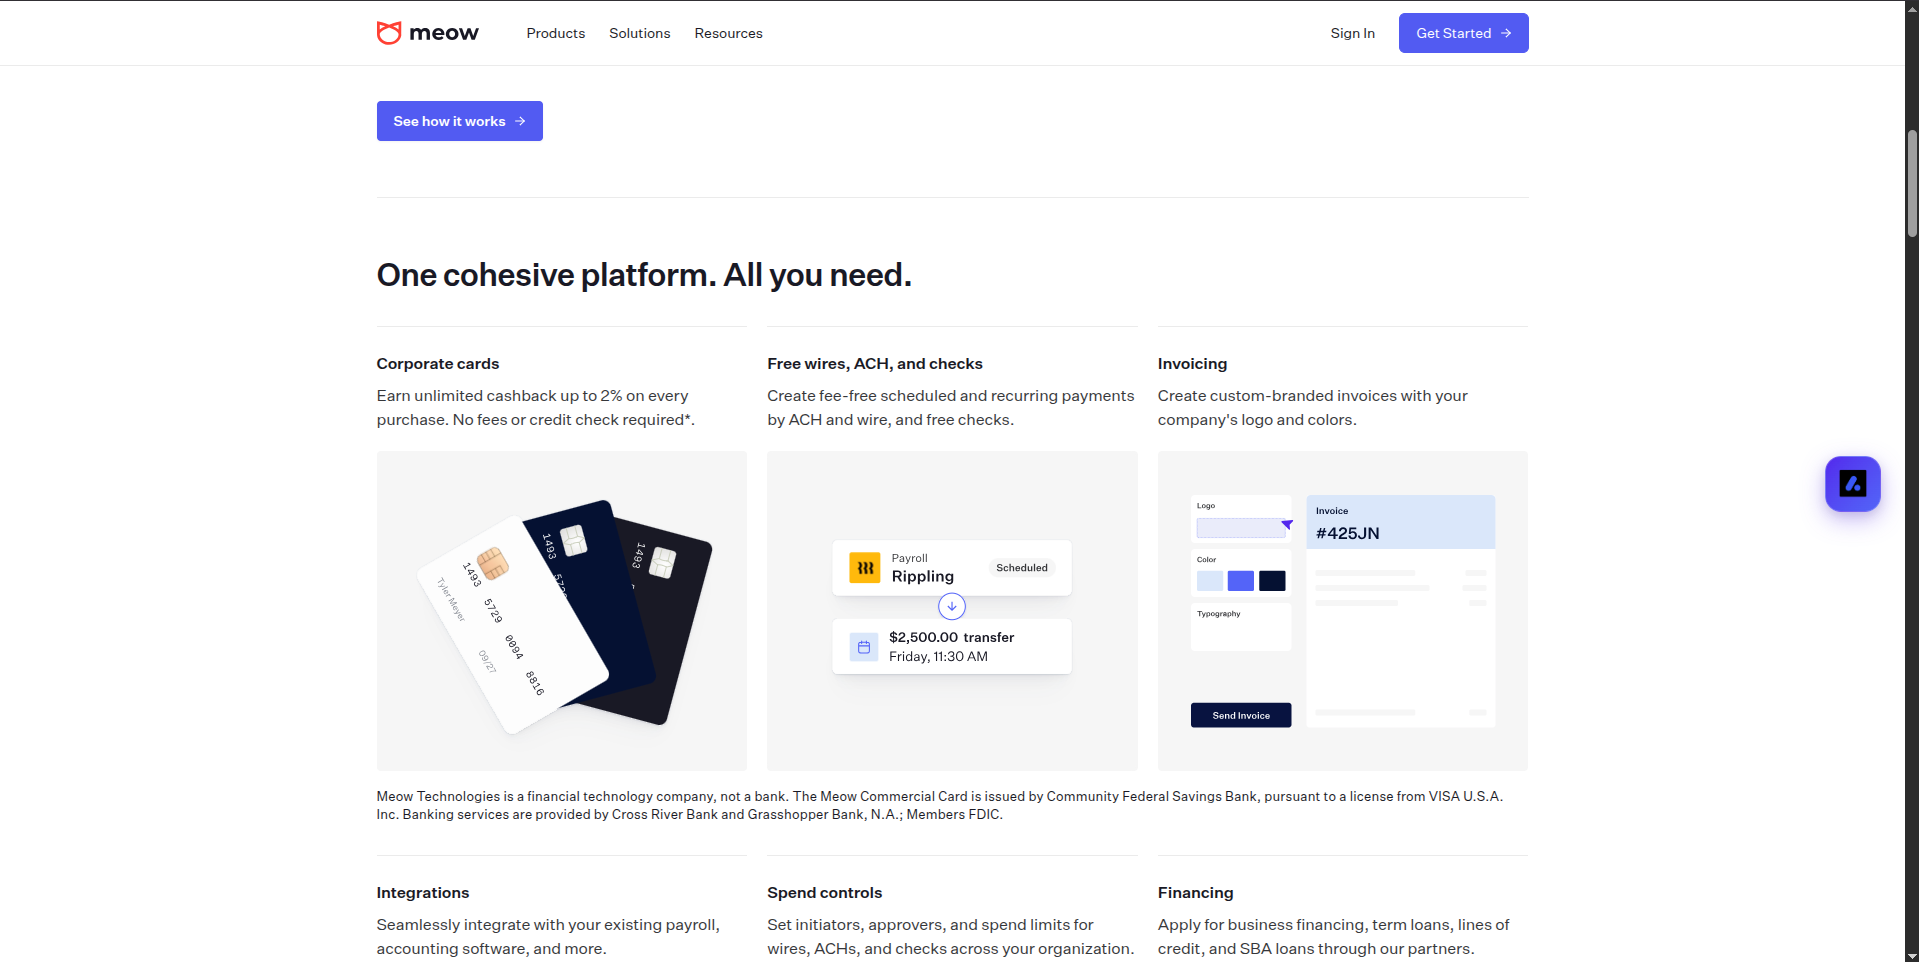 meow
Products
Solutions
Resources
Sign In
Get Started
See how it works
One cohesive platform. All you need.
Corporate cards
Earn unlimited cashback up to 2% on every
purchase. No fees or credit check required*.
Free wires, ACH, and checks
Create fee-free scheduled and recurring payments
by ACH and wire, and free checks.
Invoicing
Create custom-branded invoices with your
company's logo and colors.
Tyler Meyer
09/27
1493 5729 0094 8816
1493
1493
Payroll
Rippling
Scheduled
$2,500.00 transfer
Friday, 11:30 AM
Logo
Color
Typography
Send Invoice
Invoice
#425JN
Meow Technologies is a financial technology company, not a bank. The Meow Commercial Card is issued by Community Federal Savings Bank, pursuant to a license from VISA U.S.A.
Inc. Banking services are provided by Cross River Bank and Grasshopper Bank, N.A.; Members FDIC.
Integrations
Seamlessly integrate with your existing payroll,
accounting software, and more.
Spend controls
Set initiators, approvers, and spend limits for
wires, ACHs, and checks across your organization.
Financing
Apply for business financing, term loans, lines of
credit, and SBA loans through our partners.